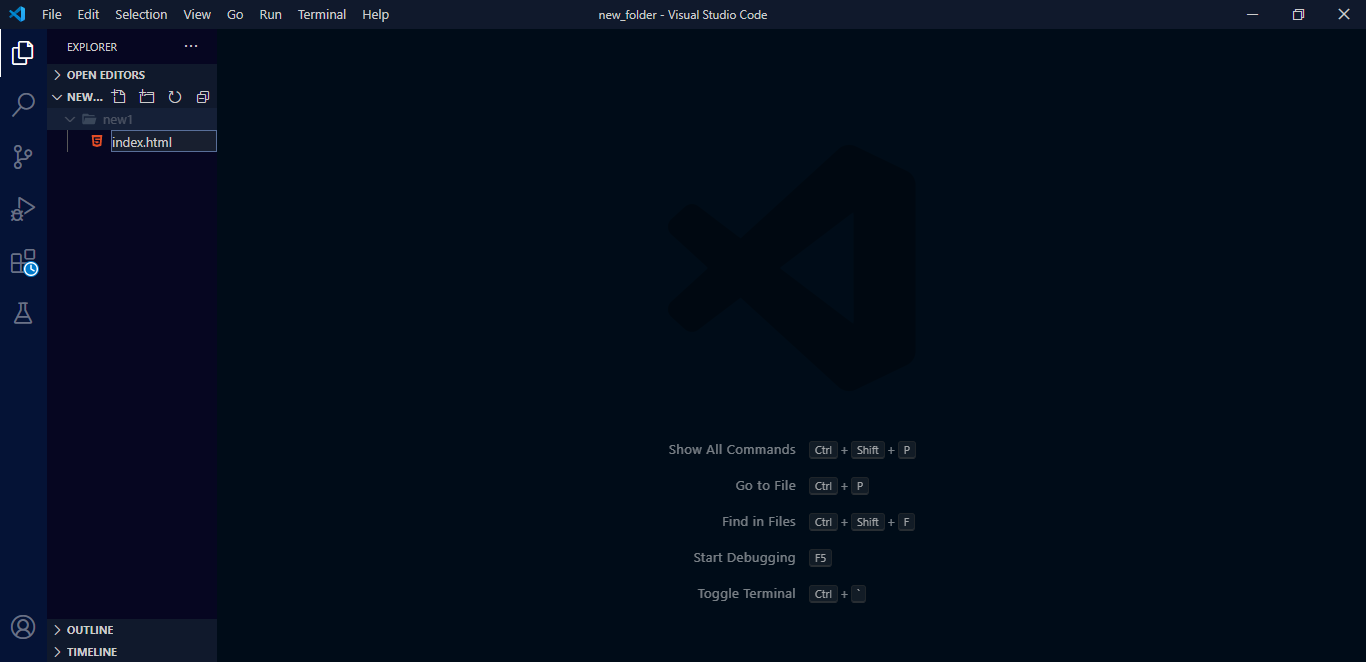 File Edit Selection View Go Run Terminal Help new_folder - Visual Studio Code
EXPLORER ...
OPEN EDITORS
NEW...
new1
index.html
Show All Commands Ctrl + Shift + P
Go to File Ctrl + P
Find in Files Ctrl + Shift + F
Start Debugging F5
Toggle Terminal Ctrl + `
OUTLINE
TIMELINE